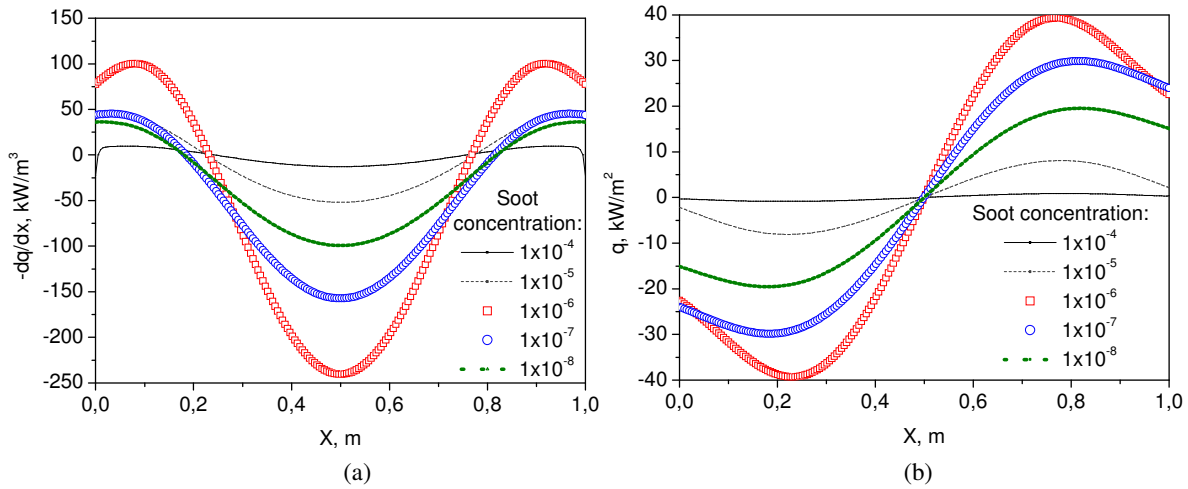 150
100
50
0
-50
-100
-150
-200
-250
-dq/dx, kW/m³
0,0 0,2 0,4 0,6 0,8 1,0
X, m
Soot
concentration:
1x10⁻⁴
1x10⁻⁵
1x10⁻⁶
1x10⁻⁷
1x10⁻⁸
(a)
40
30
20
10
0
-10
-20
-30
-40
q, kW/m²
0,0 0,2 0,4 0,6 0,8 1,0
X, m
Soot concentration:
1x10⁻⁴
1x10⁻⁵
1x10⁻⁶
1x10⁻⁷
1x10⁻⁸
(b)